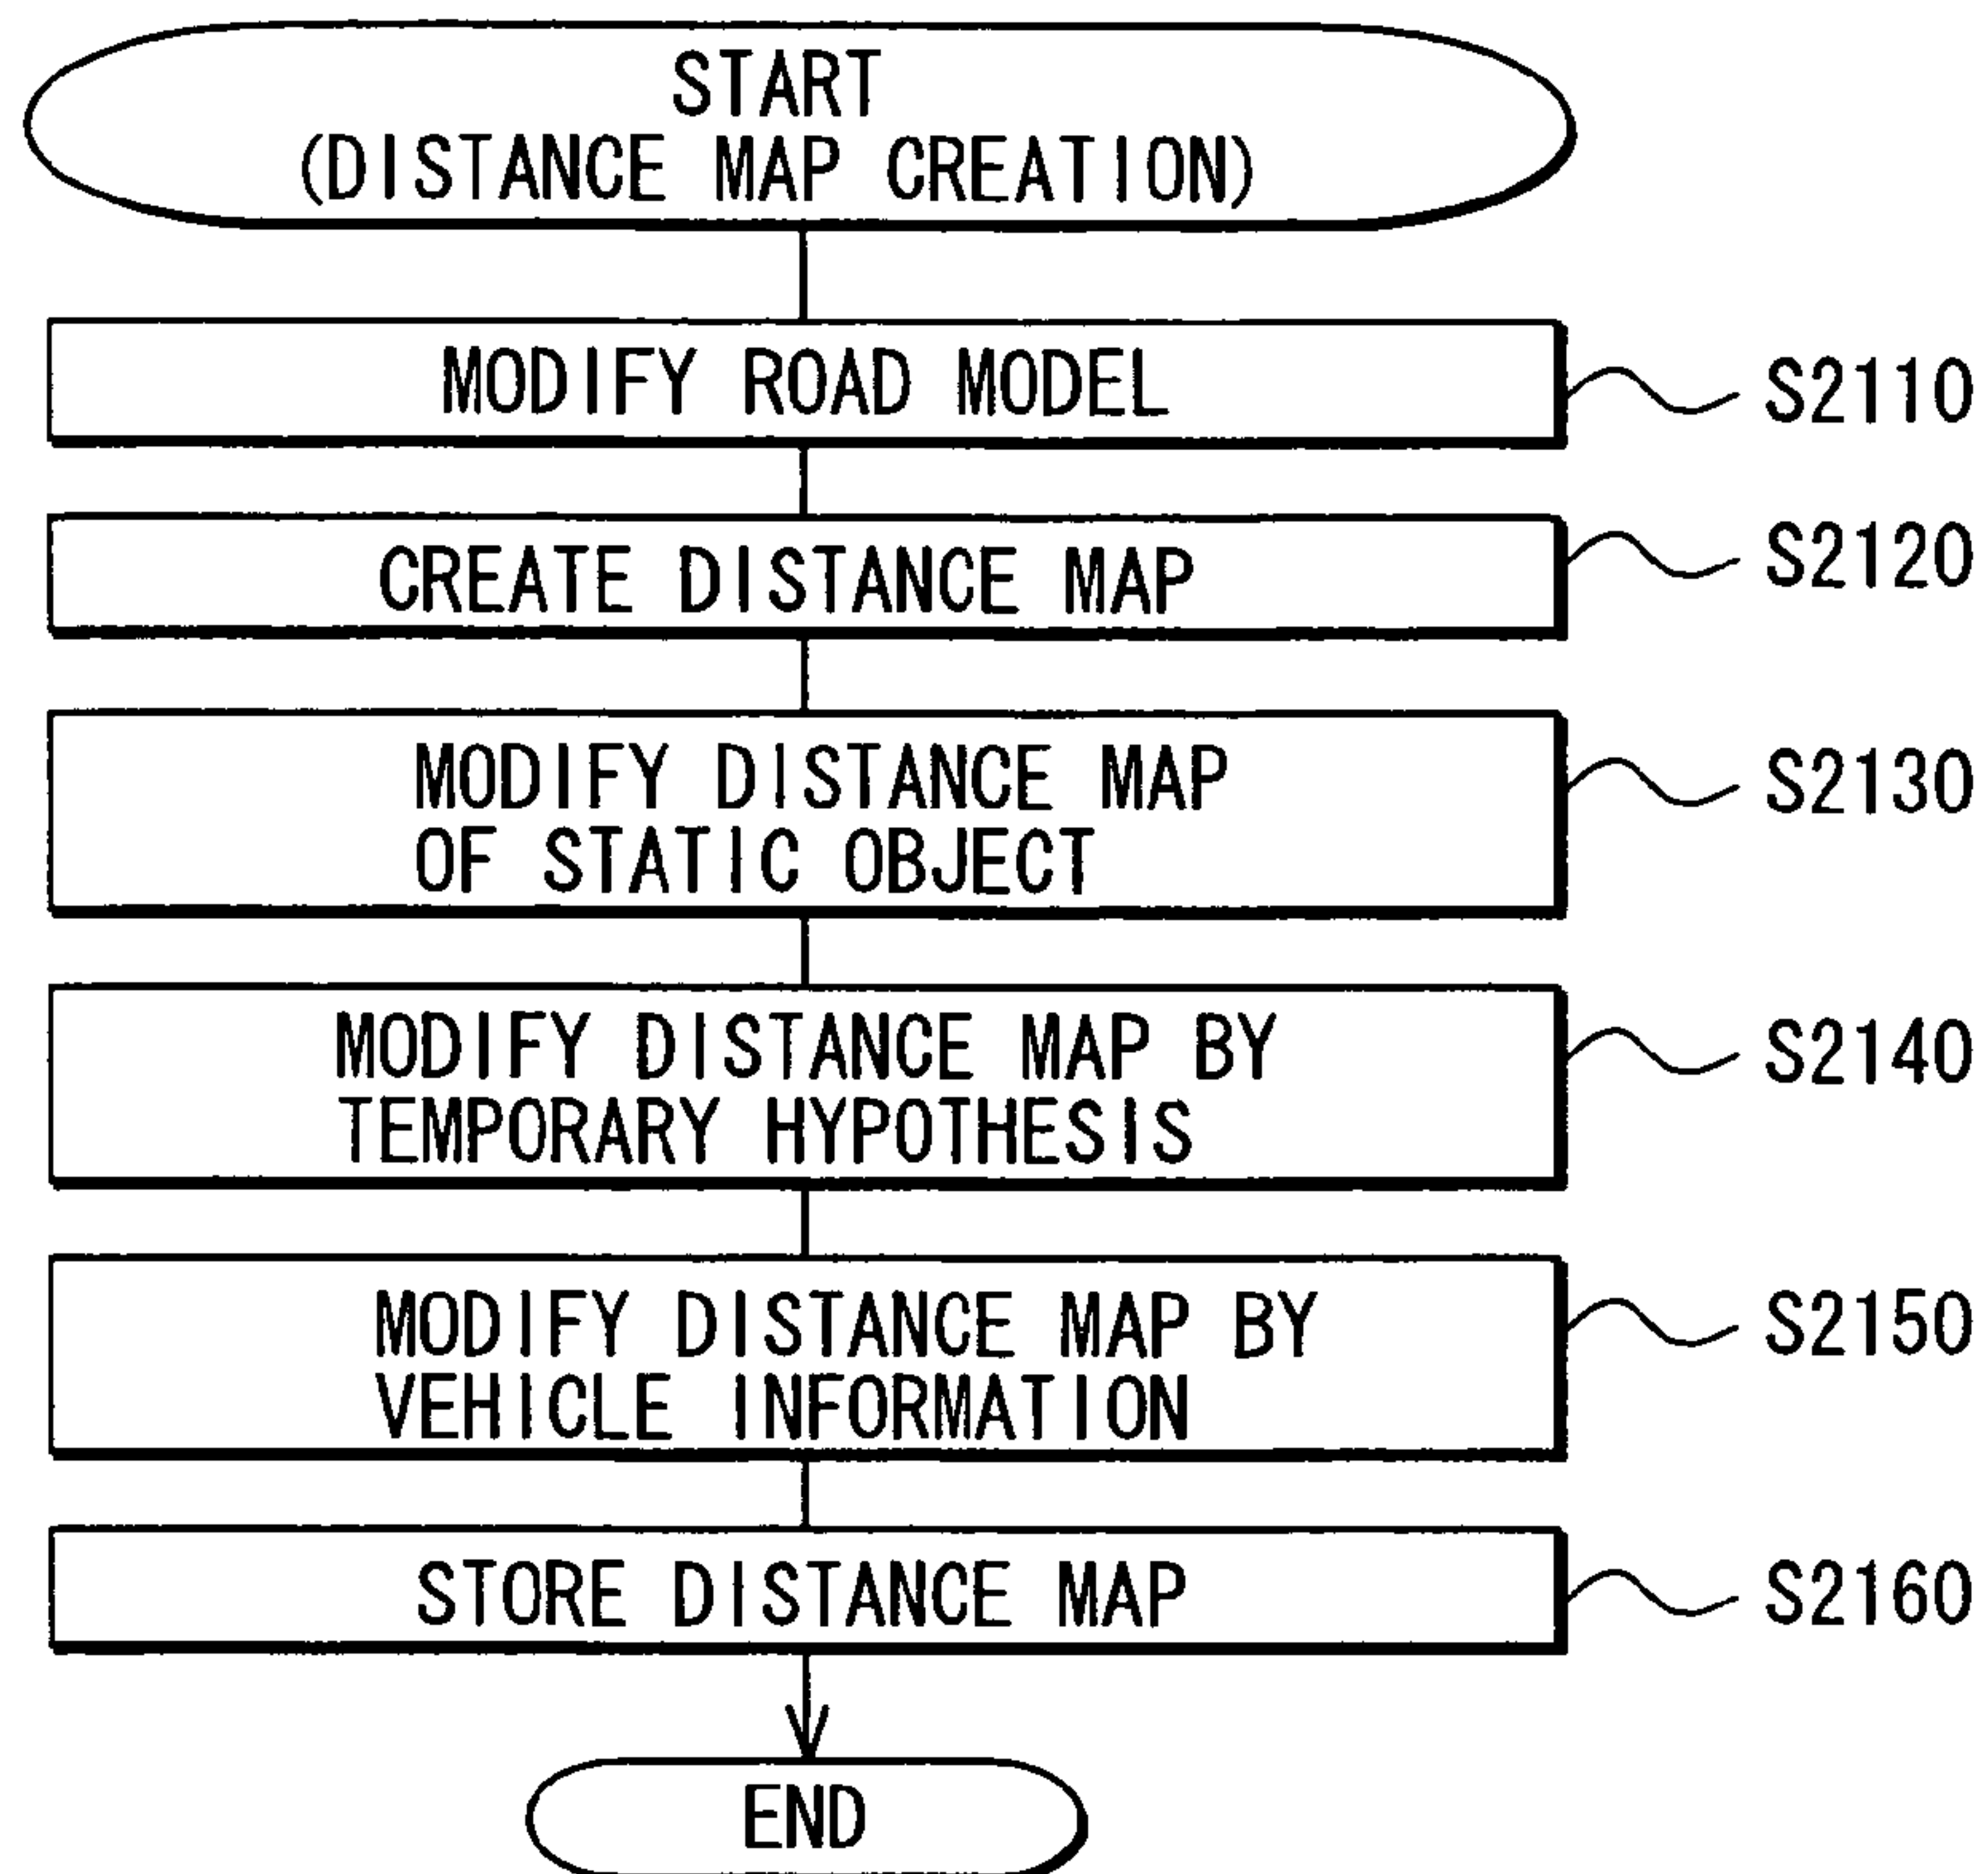 START
(DISTANCE MAP CREATION)
MODIFY ROAD MODEL
S2110
CREATE DISTANCE MAP
S2120
MODIFY DISTANCE MAP
OF STATIC OBJECT
S2130
MODIFY DISTANCE MAP BY
TEMPORARY HYPOTHESIS
S2140
MODIFY DISTANCE MAP BY
VEHICLE INFORMATION
S2150
STORE DISTANCE MAP
S2160
END